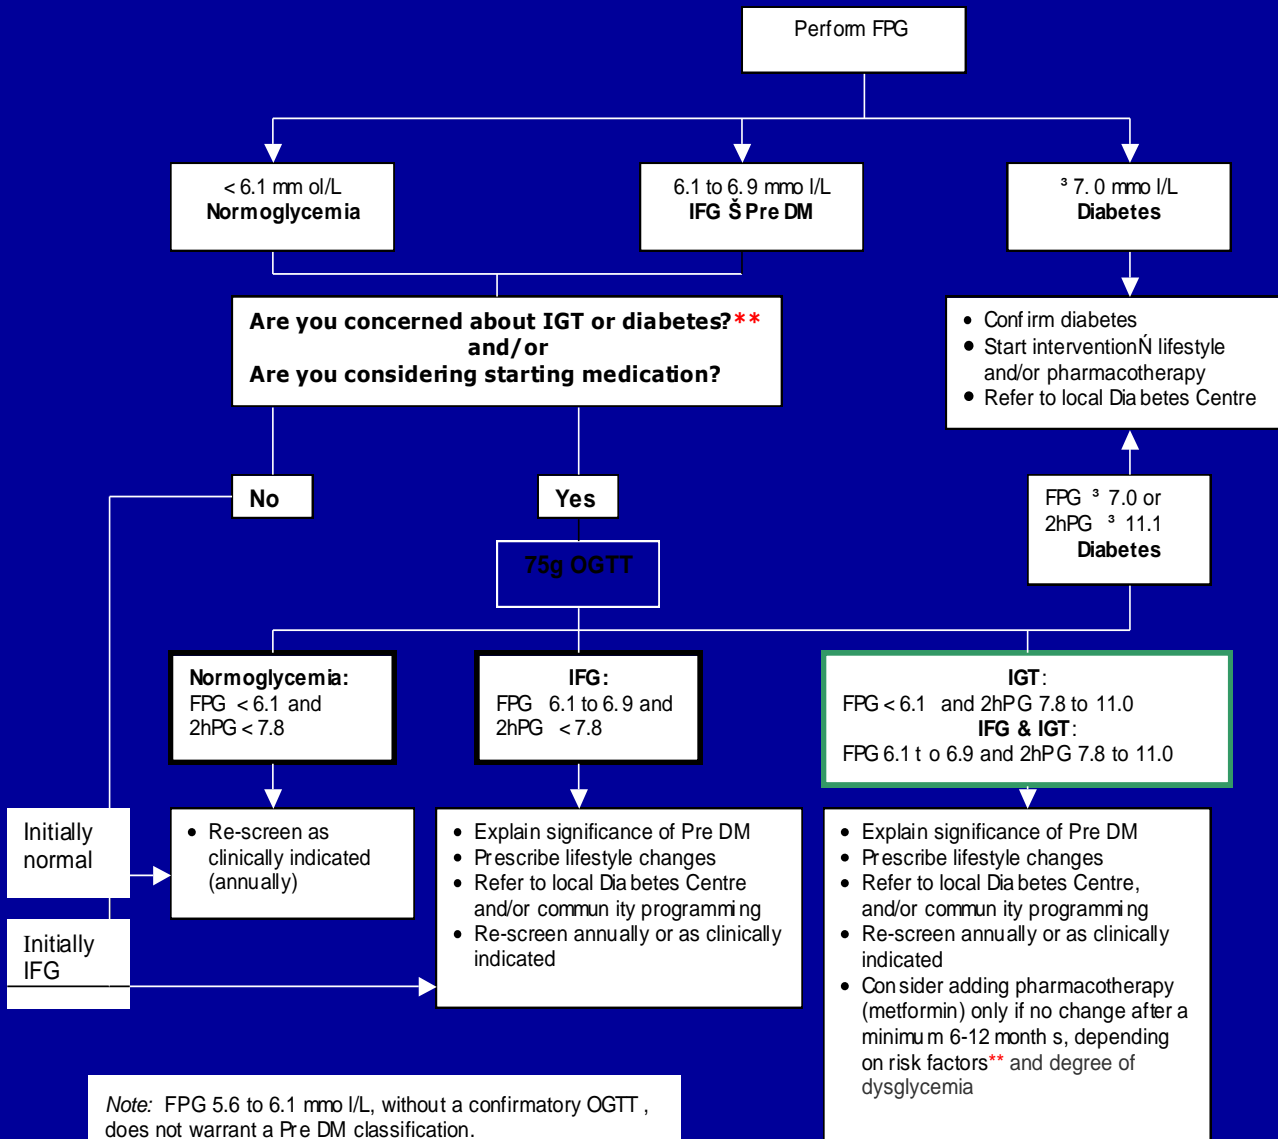 Perform FPG
< 6.1 mmol/L
Normoglycemia
6.1 to 6.9 mmol/L
IFG Š Pre DM
³ 7.0 mmol/L
Diabetes
Are you concerned about IGT or diabetes?**
and/or
Are you considering starting medication?
• Confirm diabetes
• Start interventionŃ lifestyle
and/or pharmacotherapy
• Refer to local Diabetes Centre
No
Yes
FPG ³ 7.0 or
2hPG ³ 11.1
Diabetes
75g OGTT
Normoglycemia:
FPG < 6.1 and
2hPG < 7.8
IFG:
FPG 6.1 to 6.9 and
2hPG < 7.8
IGT:
FPG < 6.1 and 2hPG 7.8 to 11.0
IFG & IGT:
FPG 6.1 to 6.9 and 2hPG 7.8 to 11.0
Initially
normal
• Re-screen as
clinically indicated
(annually)
Initially
IFG
• Explain significance of Pre DM
• Prescribe lifestyle changes
• Refer to local Diabetes Centre
and/or community programming
• Re-screen annually or as clinically
indicated
• Explain significance of Pre DM
• Prescribe lifestyle changes
• Refer to local Diabetes Centre,
and/or community programming
• Re-screen annually or as clinically
indicated
• Consider adding pharmacotherapy
(metformin) only if no change after a
minimum 6-12 months, depending
on risk factors** and degree of
dysglycemia
Note: FPG 5.6 to 6.1 mmol/L, without a confirmatory OGTT,
does not warrant a Pre DM classification.